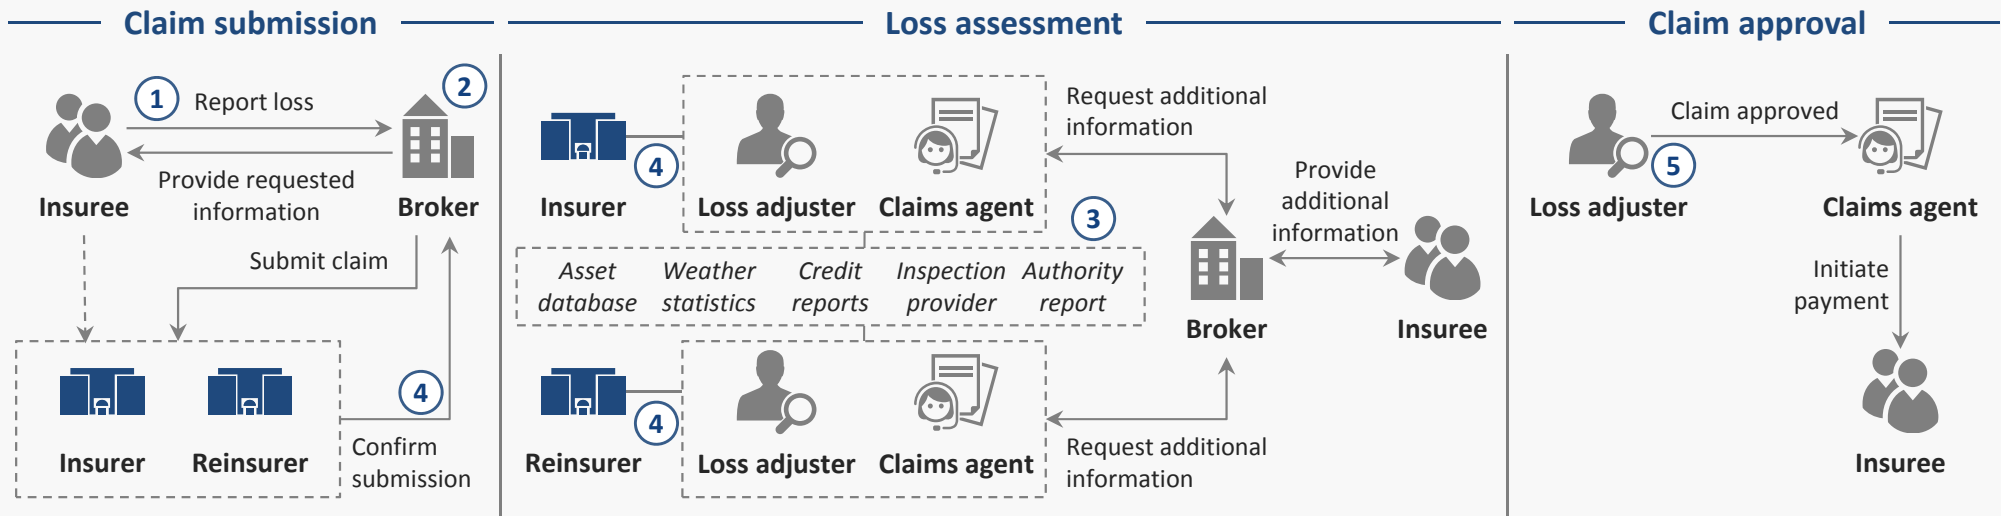 Claim submission
Loss assessment
Claim approval
1
Report loss
2
Provide requested
information
Insuree
Broker
Submit claim
4
Confirm
submission
Insurer
Reinsurer
Insurer
4
Loss adjuster
Claims agent
Request additional
information
3
Asset
database
Weather
statistics
Credit
reports
Inspection
provider
Authority
report
Provide
additional
information
Broker
Insuree
Reinsurer
4
Loss adjuster
Claims agent
Request additional
information
Claim approved
5
Loss adjuster
Claims agent
Initiate
payment
Insuree